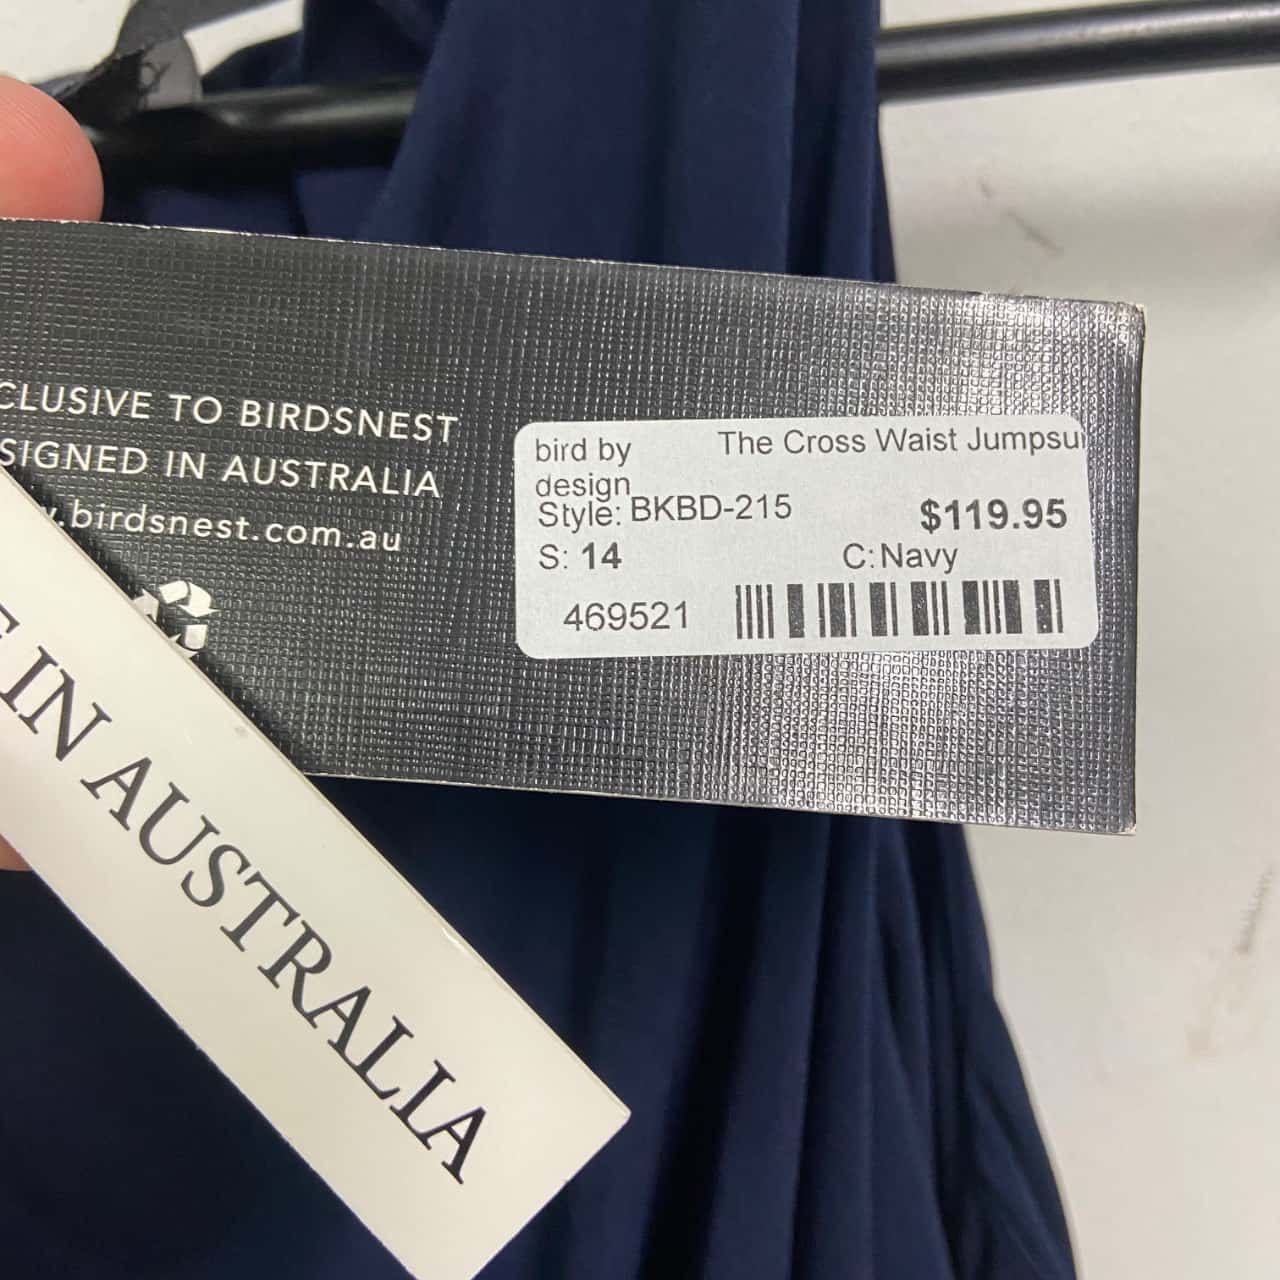 CLUSIVE TO BIRDSNEST
SIGNED IN AUSTRALIA
.birdsnest.com.au
bird by
design
The Cross Waist Jumpsu
Style: BKBD-215
$119.95
S: 14
C: Navy
469521
IN AUSTRALIA